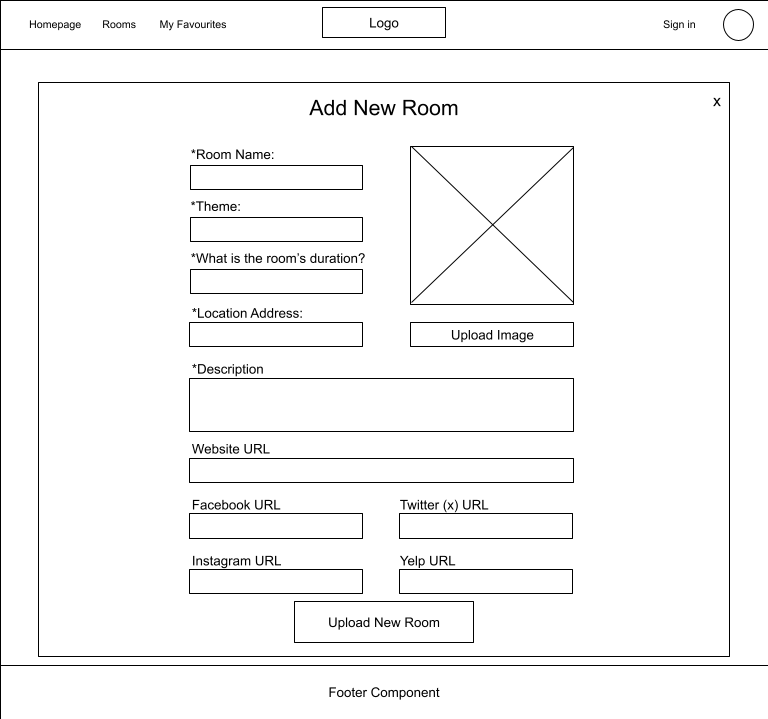 Homepage Rooms My Favourites Logo Sign in
Add New Room x
*Room Name:
*Theme:
*What is the room's duration?
*Location Address:
Upload Image
*Description
Website URL
Facebook URL Twitter (x) URL
Instagram URL Yelp URL
Upload New Room
Footer Component